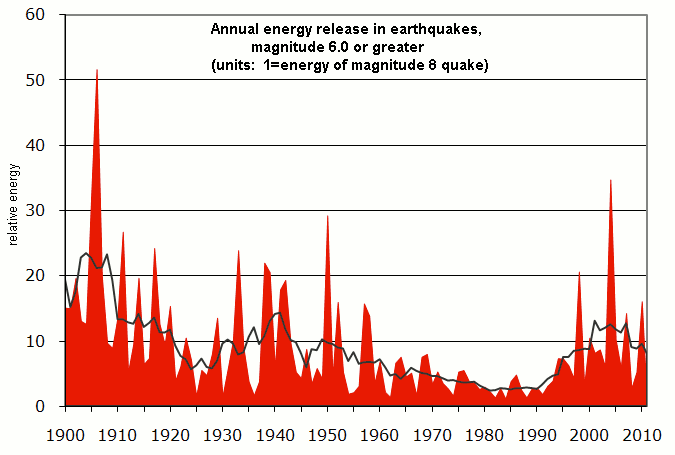 Annual energy release in earthquakes,
magnitude 6.0 or greater
(units:  1=energy of magnitude 8 quake)
relative energy
60
50
40
30
20
10
0
1900 1910 1920 1930 1940 1950 1960 1970 1980 1990 2000 2010